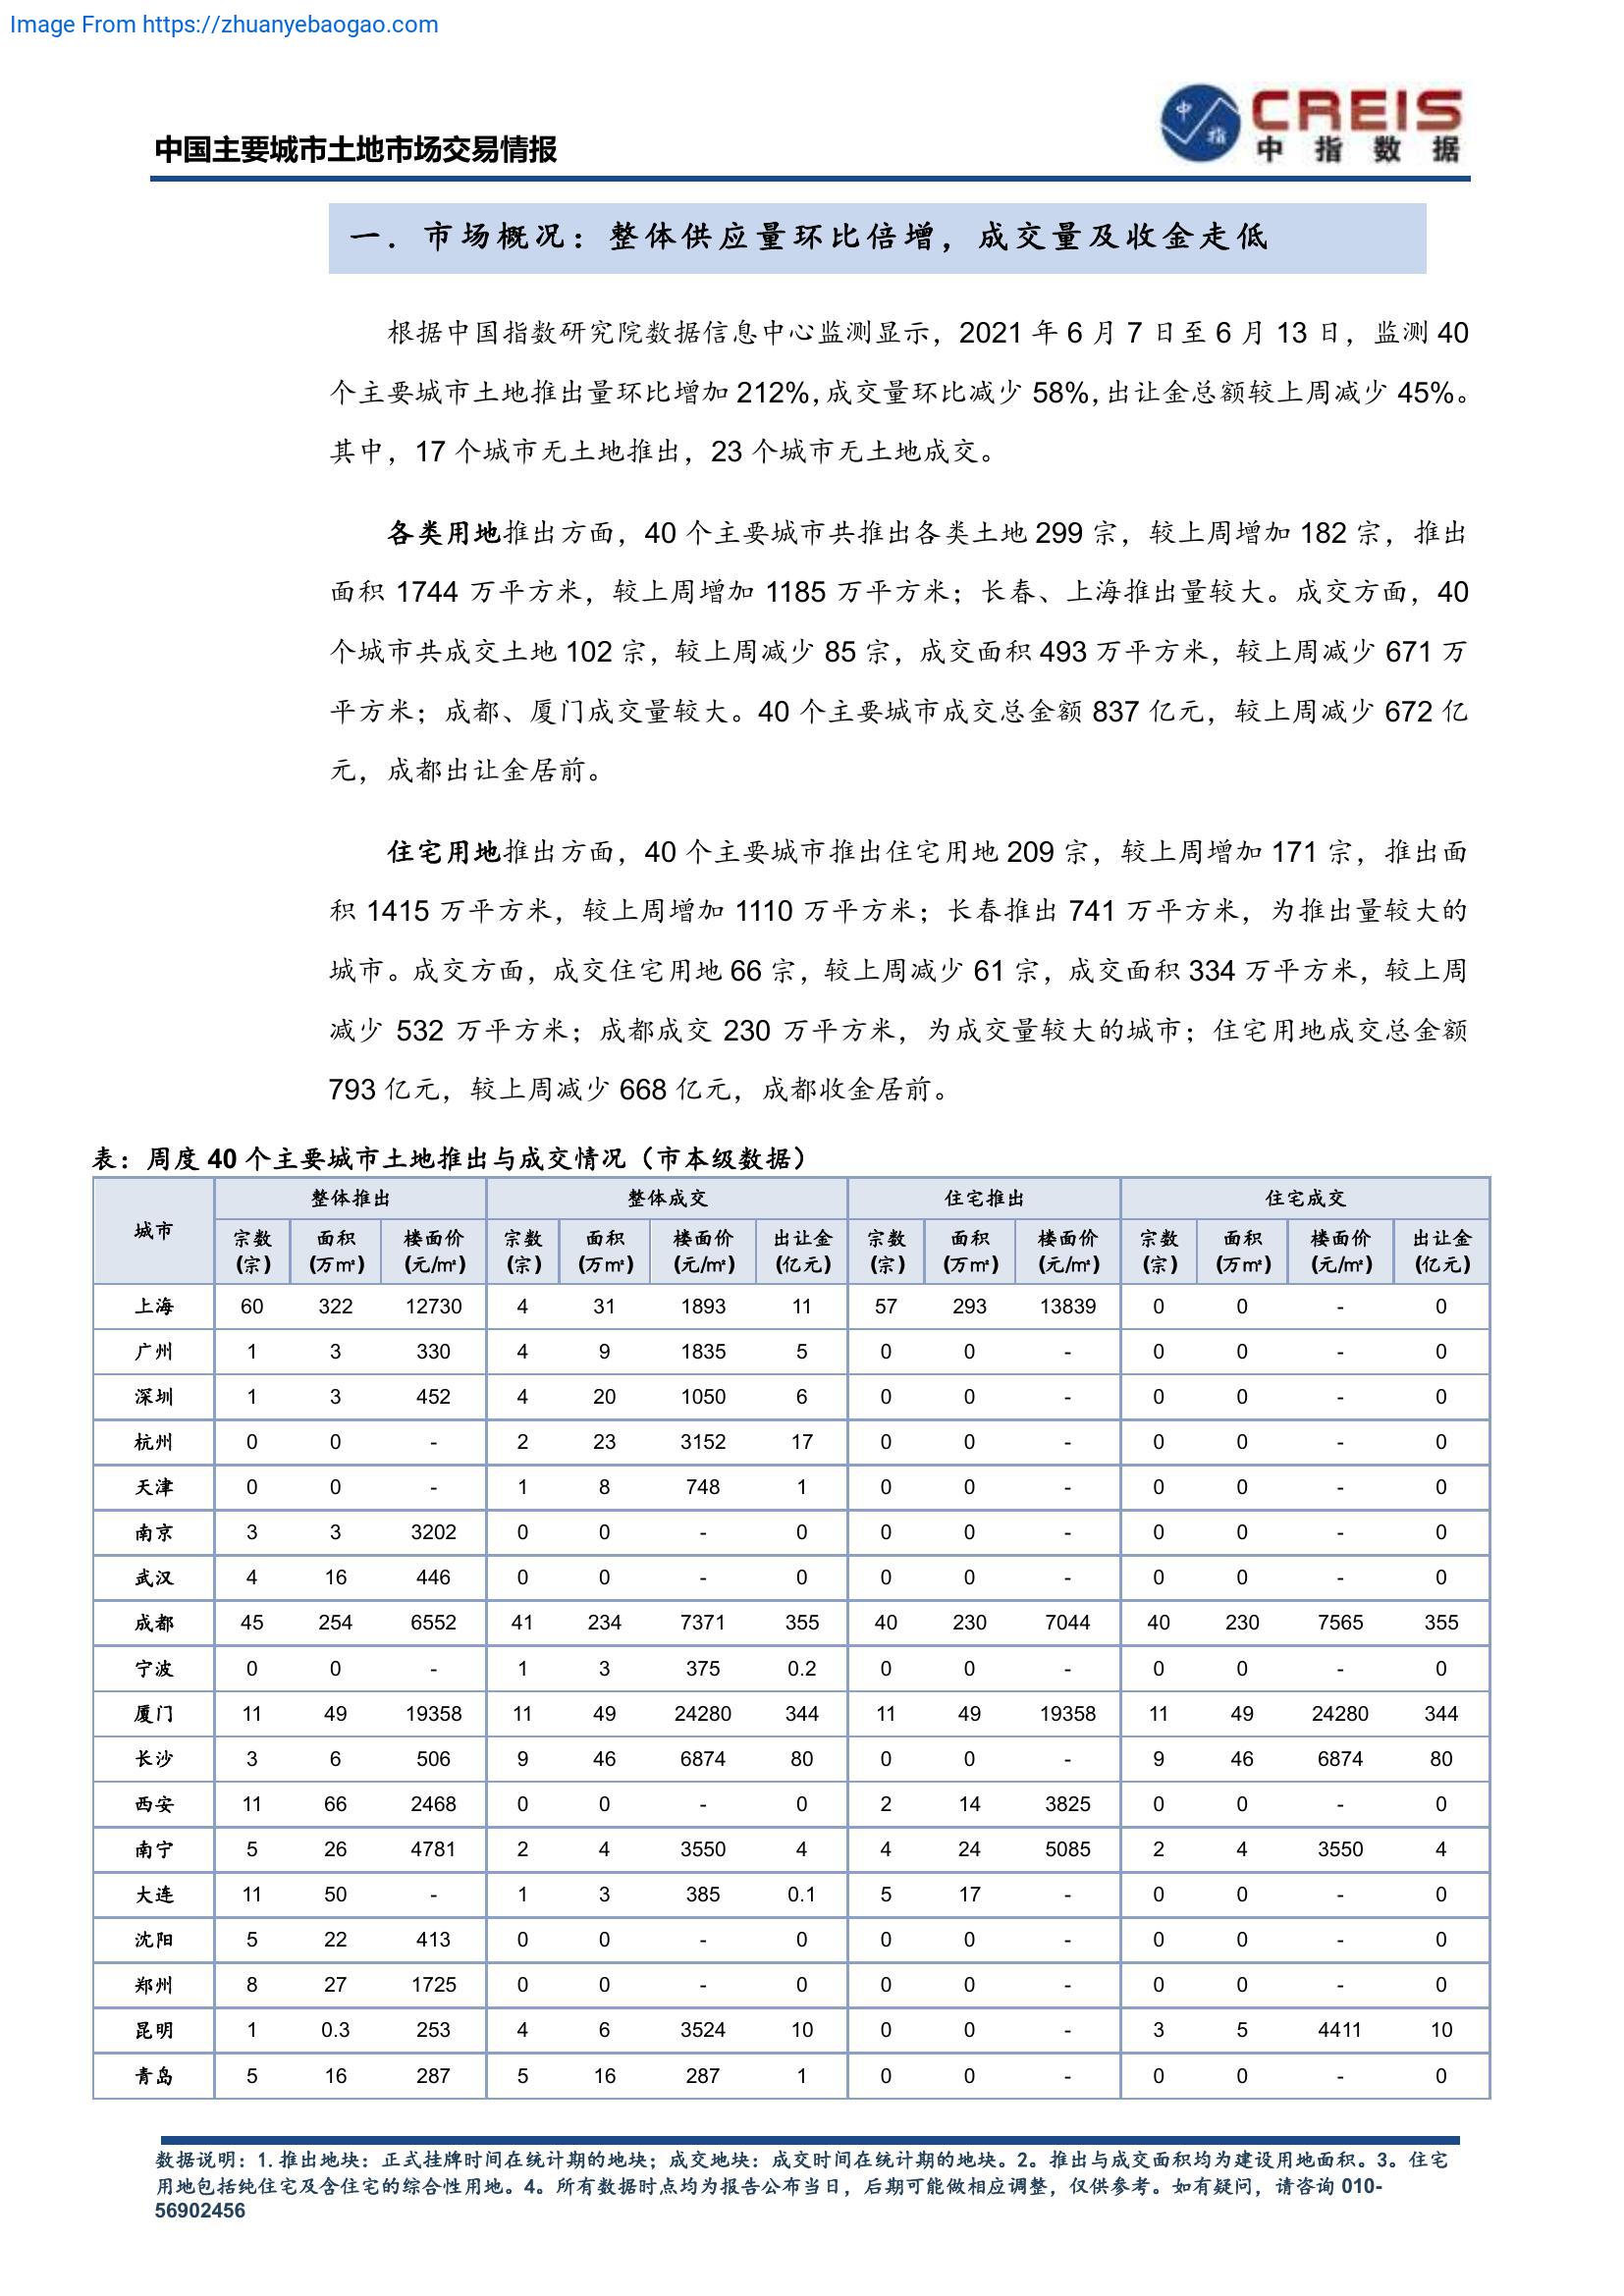 Image From https://zhuanyebaogao.com
中国主要城市土地市场交易情报
中 指
CREIS
中指数据
一．市场概况：整体供应量环比倍增，成交量及收金走低
根据中国指数研究院数据信息中心监测显示，2021 年 6 月 7 日至 6 月 13 日，监测 40
个主要城市土地推出量环比增加 212%，成交量环比减少 58%，出让金总额较上周减少 45%。
其中，17 个城市无土地推出，23 个城市无土地成交。
各类用地推出方面，40 个主要城市共推出各类土地 299 宗，较上周增加 182 宗，推出
面积 1744 万平方米，较上周增加 1185 万平方米；长春、上海推出量较大。成交方面，40
个城市共成交土地 102 宗，较上周减少 85 宗，成交面积 493 万平方米，较上周减少 671 万
平方米；成都、厦门成交量较大。40 个主要城市成交总金额 837 亿元，较上周减少 672 亿
元，成都出让金居前。
住宅用地推出方面，40 个主要城市推出住宅用地 209 宗，较上周增加 171 宗，推出面
积 1415 万平方米，较上周增加 1110 万平方米；长春推出 741 万平方米，为推出量较大的
城市。成交方面，成交住宅用地 66 宗，较上周减少 61 宗，成交面积 334 万平方米，较上周
减少 532 万平方米；成都成交 230 万平方米，为成交量较大的城市；住宅用地成交总金额
793 亿元，较上周减少 668 亿元，成都收金居前。
表：周度 40 个主要城市土地推出与成交情况（市本级数据）
城市 整体推出 整体成交 住宅推出 住宅成交
宗数 面积 楼面价 宗数 面积 楼面价 出让金 宗数 面积 楼面价 宗数 面积 楼面价 出让金
(宗) (万㎡) (元/㎡) (宗) (万㎡) (元/㎡) (亿元) (宗) (万㎡) (元/㎡) (宗) (万㎡) (元/㎡) (亿元)
上海 60 322 12730 4 31 1893 11 57 293 13839 0 0 - 0
广州 1 3 330 4 9 1835 5 0 0 - 0 0 - 0
深圳 1 3 452 4 20 1050 6 0 0 - 0 0 - 0
杭州 0 0 - 2 23 3152 17 0 0 - 0 0 - 0
天津 0 0 - 1 8 748 1 0 0 - 0 0 - 0
南京 3 3 3202 0 0 - 0 0 0 - 0 0 - 0
武汉 4 16 446 0 0 - 0 0 0 - 0 0 - 0
成都 45 254 6552 41 234 7371 355 40 230 7044 40 230 7565 355
宁波 0 0 - 1 3 375 0.2 0 0 - 0 0 - 0
厦门 11 49 19358 11 49 24280 344 11 49 19358 11 49 24280 344
长沙 3 6 506 9 46 6874 80 0 0 - 9 46 6874 80
西安 11 66 2468 0 0 - 0 2 14 3825 0 0 - 0
南宁 5 26 4781 2 4 3550 4 4 24 5085 2 4 3550 4
大连 11 50 - 1 3 385 0.1 5 17 - 0 0 - 0
沈阳 5 22 413 0 0 - 0 0 0 - 0 0 - 0
郑州 8 27 1725 0 0 - 0 0 0 - 0 0 - 0
昆明 1 0.3 253 4 6 3524 10 0 0 - 3 5 4411 10
青岛 5 16 287 5 16 287 1 0 0 - 0 0 - 0
数据说明：1.推出地块：正式挂牌时间在统计期的地块；成交地块：成交时间在统计期的地块。2。推出与成交面积均为建设用地面积。3。住宅
用地包括纯住宅及含住宅的综合性用地。4。所有数据时点均为报告公布当日，后期可能做相应调整，仅供参考。如有疑问，请咨询 010-
56902456